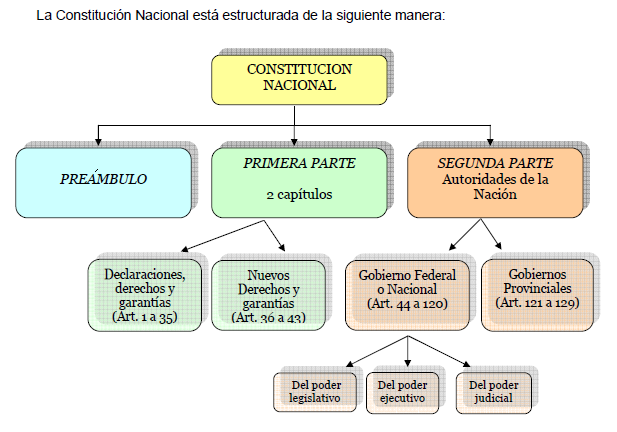 La Constitución Nacional está estructurada de la siguiente manera:
CONSTITUCION
NACIONAL
PREÁMBULO
PRIMERA PARTE
2 capítulos
SEGUNDA PARTE
Autoridades de la
Nación
Declaraciones,
derechos y
garantías
(Art. 1 a 35)
Nuevos
Derechos y
garantías
(Art. 36 a 43)
Gobierno Federal
o Nacional
(Art. 44 a 120)
Gobiernos
Provinciales
(Art. 121 a 129)
Del poder
legislativo
Del poder
ejecutivo
Del poder
judicial